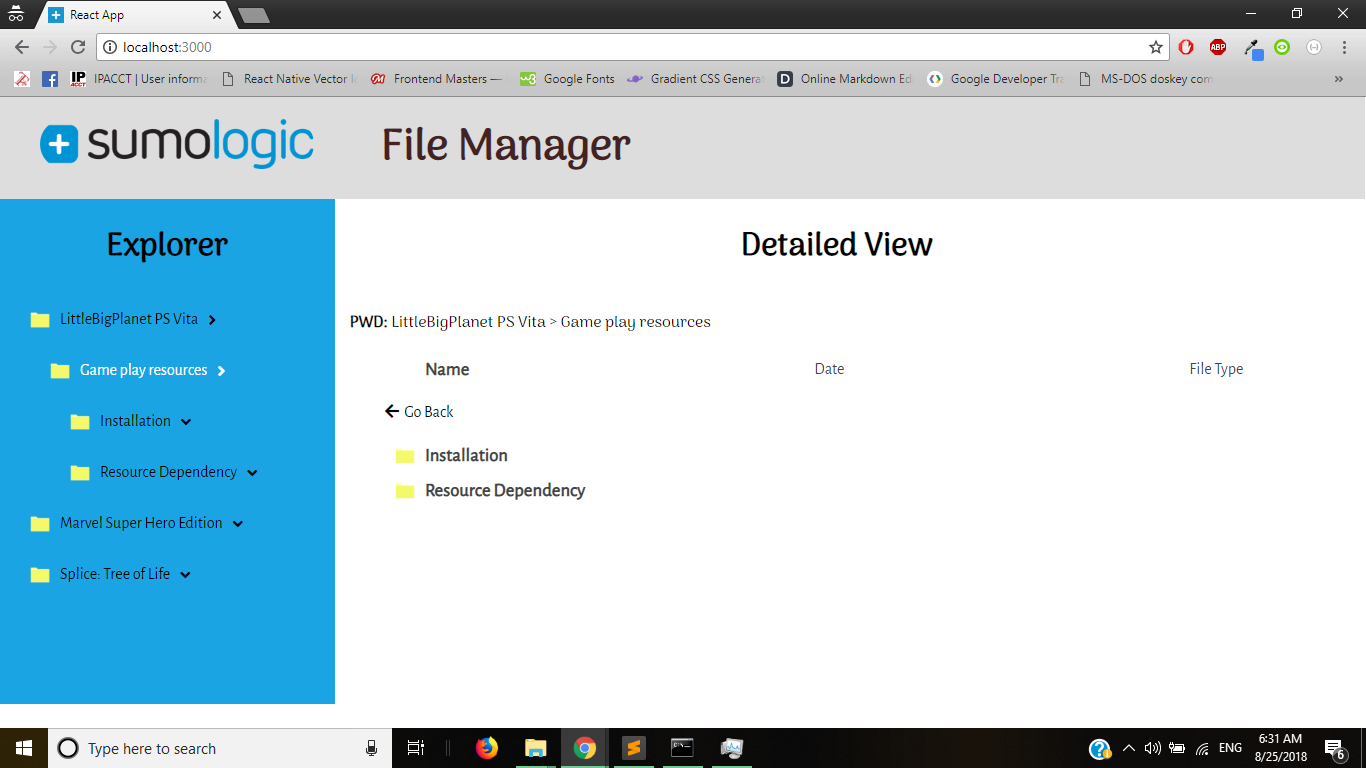 React App
localhost:3000
IPACCT | User informa
React Native Vector I
Frontend Masters —
Google Fonts
Gradient CSS Genera
Online Markdown Ed
Google Developer Tra
MS-DOS doskey com
»
sumologic
File Manager
Explorer
LittleBigPlanet PS Vita
Game play resources
Installation
Resource Dependency
Marvel Super Hero Edition
Splice: Tree of Life
Detailed View
PWD: LittleBigPlanet PS Vita > Game play resources
Name Date File Type
Go Back
Installation
Resource Dependency
Type here to search
ENG
6:31 AM
8/25/2018
6
ABP
IP
ACCT
w3
D